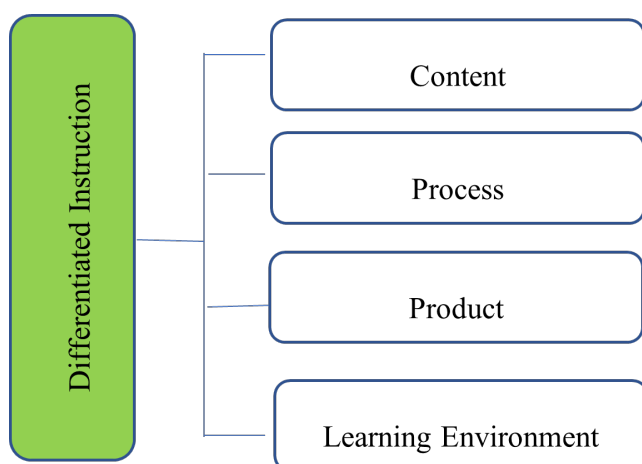 Differentiated Instruction
Content
Process
Product
Learning Environment